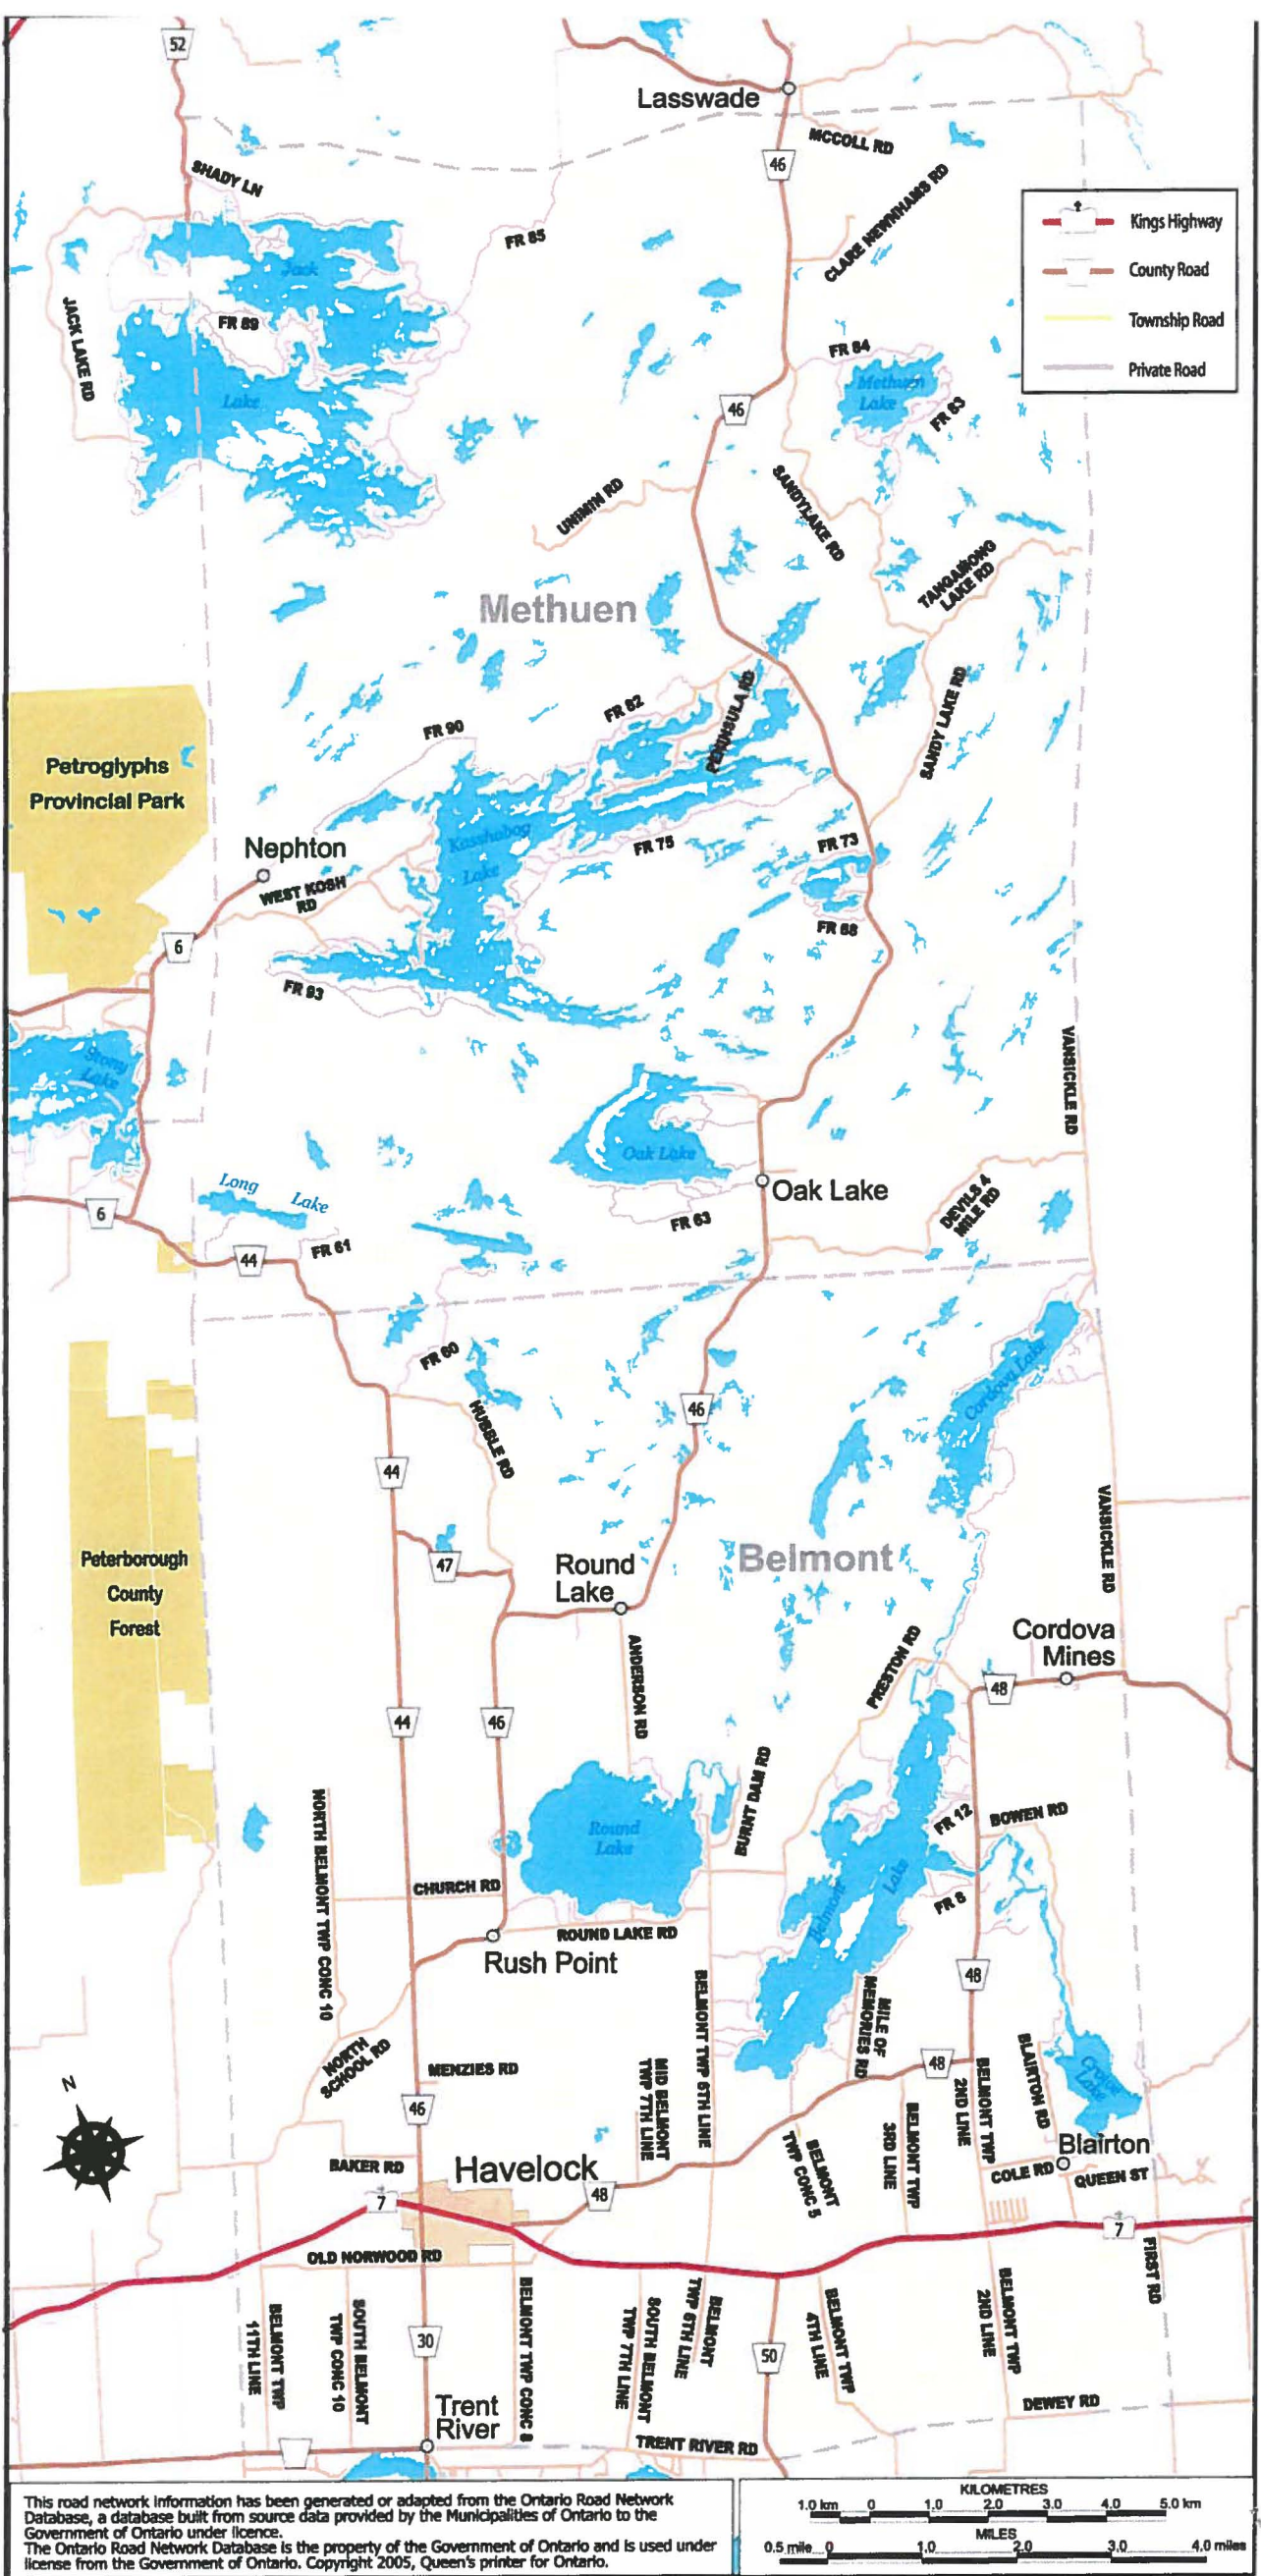 52
Lasswade
MCCOLL RD
46
SHADY LN
CLARE NEWNHAMS RD
Kings Highway
County Road
Township Road
Private Road
FR 85
Jack
JACK LAKE RD
FR 89
Lake
FR 84
Methuen
Lake
FR 83
46
SANDYLAKE RD
UNIMIN RD
TANGAMONG
LAKE RD
Methuen
SANDY LAKE RD
PENINSULA RD
FR 82
FR 90
Petroglyphs
Provincial Park
Kasshabog
Lake
FR 75
FR 73
Nephton
WEST KOSH
RD
FR 68
6
FR 93
Stony
Lake
VANSICKLE RD
Oak Lake
Long
Lake
Oak Lake
DEVILS 4
MILE RD
6
FR 63
FR 61
44
FR 60
Cordova Lake
46
HUBBLE RD
44
VANSICKLE RD
Peterborough
County
Forest
47
Round
Lake
Belmont
Cordova
Mines
ANDERSON RD
PRESTON RD
48
44
46
BURNT DAM RD
NORTH BELMONT TWP CONC 10
Round
Lake
FR 12
BOWEN RD
CHURCH RD
Belmont
Lake
FR 8
ROUND LAKE RD
Rush Point
48
BELMONT TWP 6TH LINE
MILE OF
MEMORIES RD
NORTH
SCHOOL RD
MENZIES RD
MID BELMONT
TWP 7TH LINE
48
BELMONT TWP
2ND LINE
BLAIRTON RD
Crowe
Lake
N
46
BELMONT TWP
3RD LINE
BELMONT
TWP CONC 5
Blairton
BAKER RD
Havelock
COLE RD
QUEEN ST
48
7
7
OLD NORWOOD RD
FIRST RD
BELMONT TWP
11TH LINE
SOUTH BELMONT
TWP CONC 10
30
BELMONT TWP CONC 8
SOUTH BELMONT
TWP 7TH LINE
BELMONT
TWP 6TH LINE
50
BELMONT TWP
4TH LINE
BELMONT TWP
2ND LINE
DEWEY RD
Trent
River
TRENT RIVER RD
This road network information has been generated or adapted from the Ontario Road Network
Database, a database built from source data provided by the Municipalities of Ontario to the
Government of Ontario under licence.
The Ontario Road Network Database is the property of the Government of Ontario and is used under
license from the Government of Ontario. Copyright 2005, Queen's printer for Ontario.
KILOMETRES
1.0 km 0 1.0 2.0 3.0 4.0 5.0 km
MILES
0.5 mile 0 1.0 2.0 3.0 4.0 miles